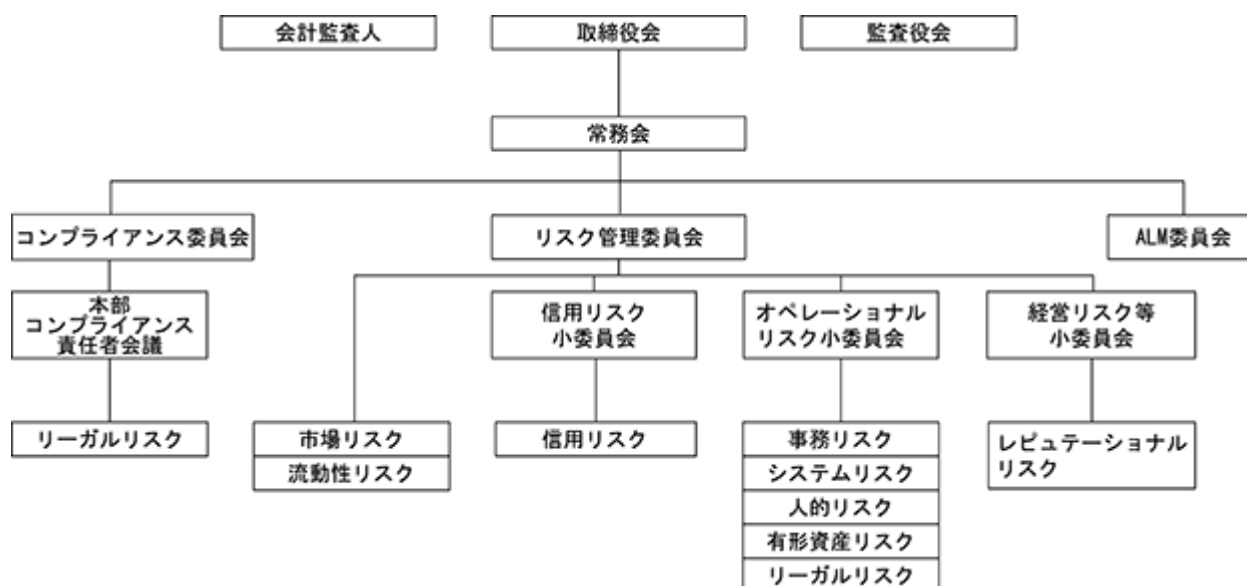 会計監査人
取締役会
監査役会
常務会
コンプライアンス委員会
リスク管理委員会
ALM委員会
本部
コンプライアンス
責任者会議
信用リスク
小委員会
オペレーショナル
リスク小委員会
経営リスク等
小委員会
リーガルリスク
市場リスク
流動性リスク
信用リスク
事務リスク
システムリスク
人的リスク
有形資産リスク
リーガルリスク
レピュテーショナル
リスク